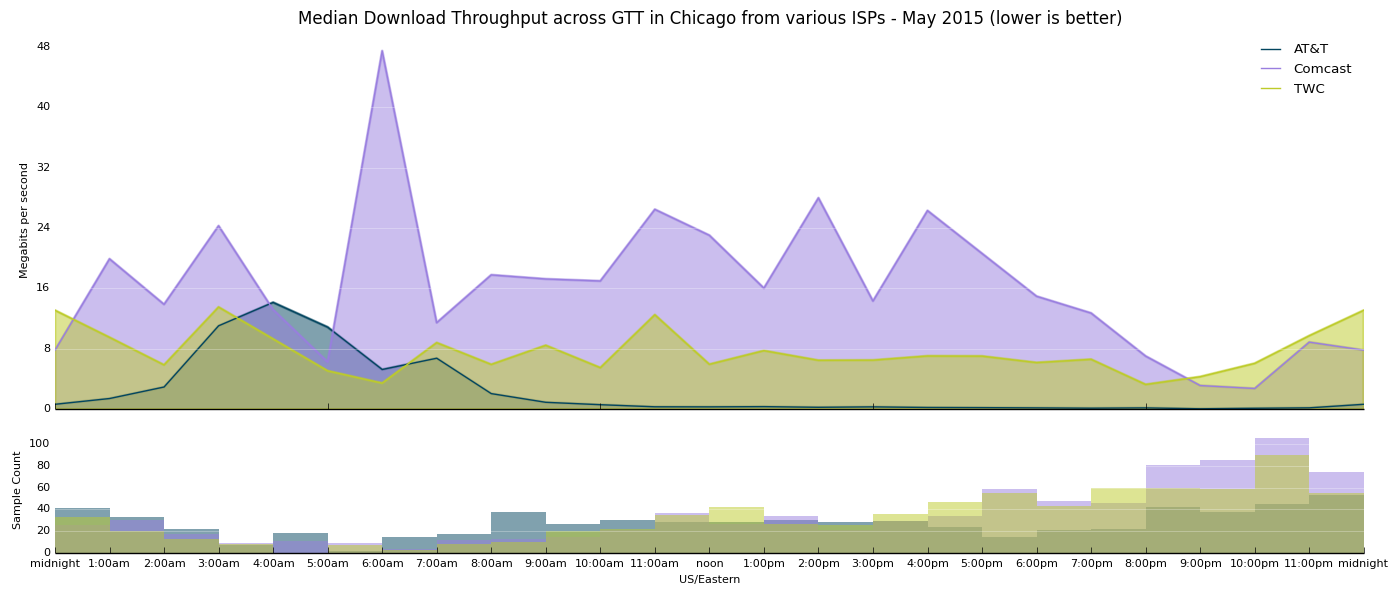 Median Download Throughput across GTT in Chicago from various ISPs - May 2015 (lower is better)
AT&T
Comcast
TWC
Megabits per second
48
40
32
24
16
8
0
Sample Count
100
80
60
40
20
0
midnight 1:00am 2:00am 3:00am 4:00am 5:00am 6:00am 7:00am 8:00am 9:00am 10:00am 11:00am noon 1:00pm 2:00pm 3:00pm 4:00pm 5:00pm 6:00pm 7:00pm 8:00pm 9:00pm 10:00pm 11:00pm midnight
US/Eastern